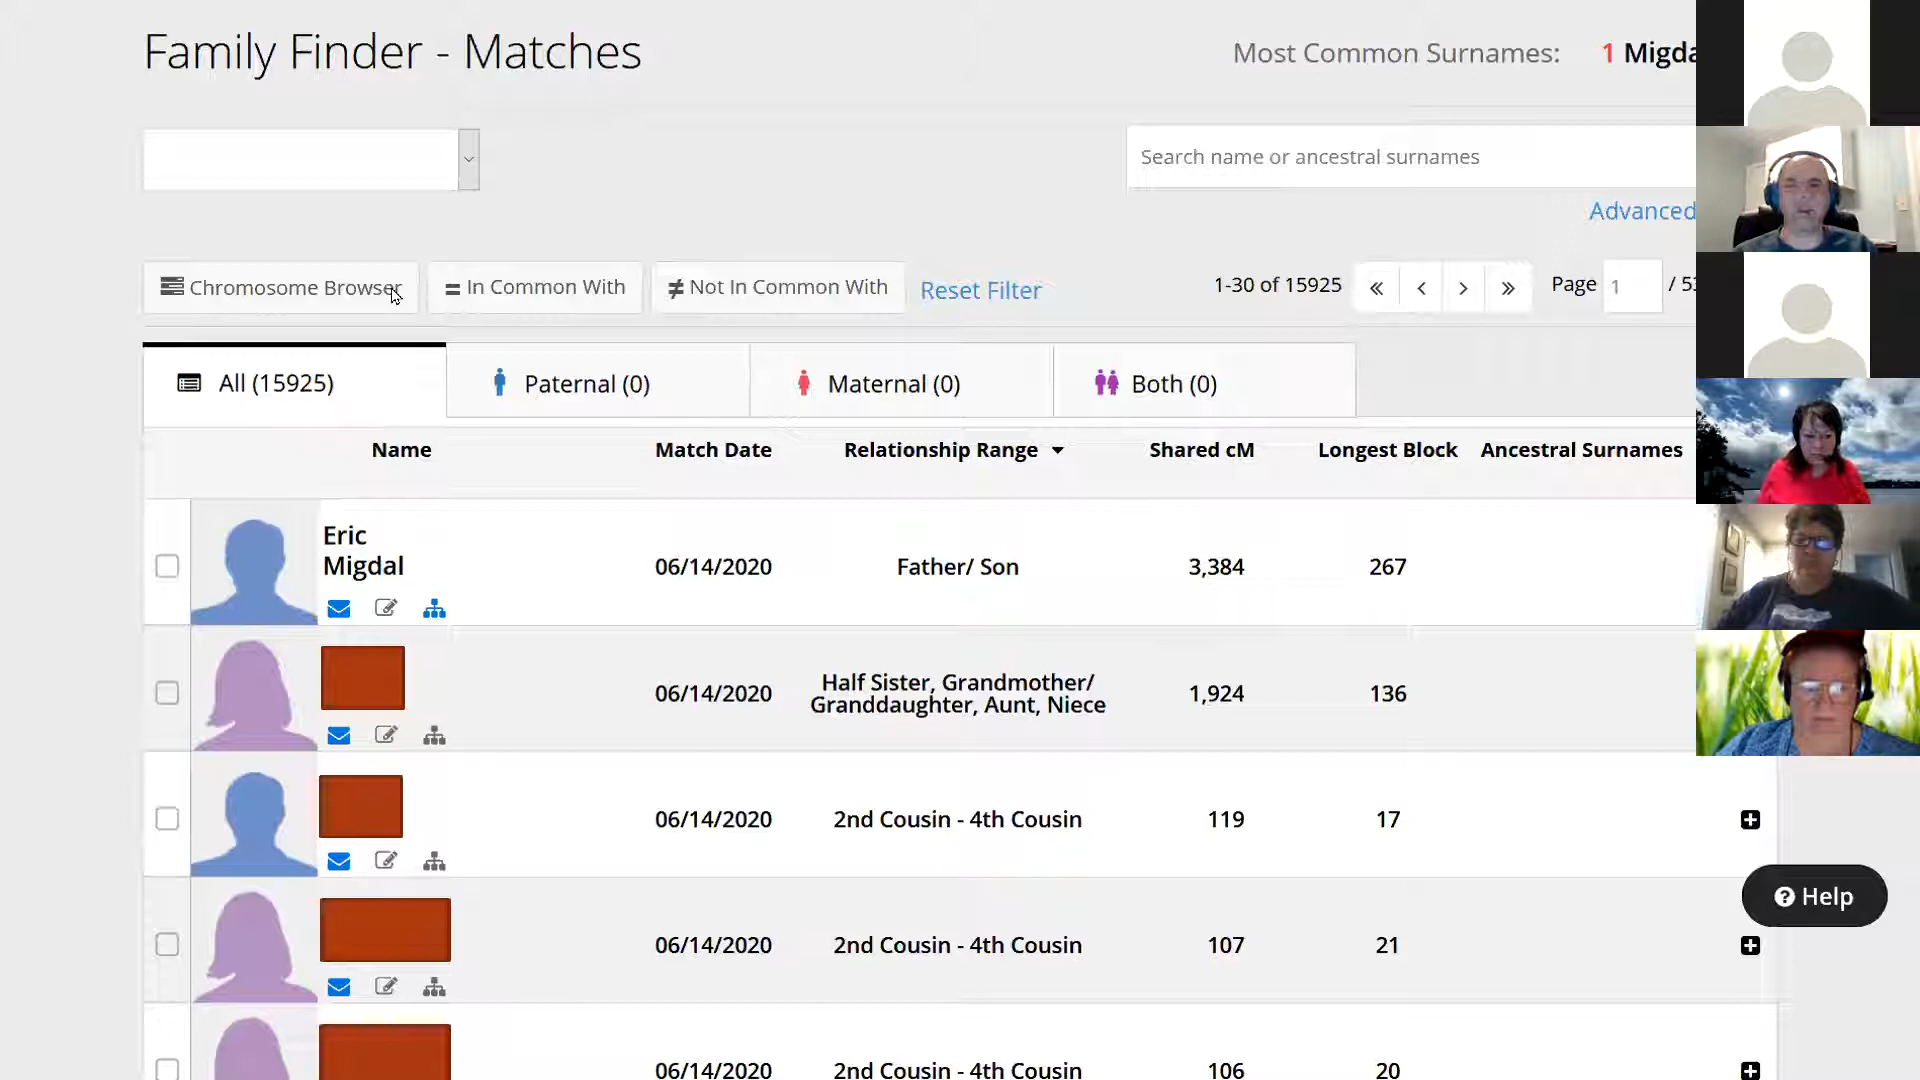 Family Finder - Matches
Most Common Surnames: 1
Search name or ancestral surnames
Advanced
Chromosome Browser
= In Common With
≠ Not In Common With
Reset Filter
1-30 of 15925
« ‹ › »
Page 1 /
All (15925)
Paternal (0)
Maternal (0)
Both (0)
Name Match Date Relationship Range Shared cM Longest Block Ancestral Surnames
Eric
Migdal
06/14/2020 Father/ Son 3,384 267
Half Sister, Grandmother/
Granddaughter, Aunt, Niece
06/14/2020 1,924 136
06/14/2020 2nd Cousin - 4th Cousin 119 17
Help
06/14/2020 2nd Cousin - 4th Cousin 107 21
06/14/2020 2nd Cousin - 4th Cousin 106 20